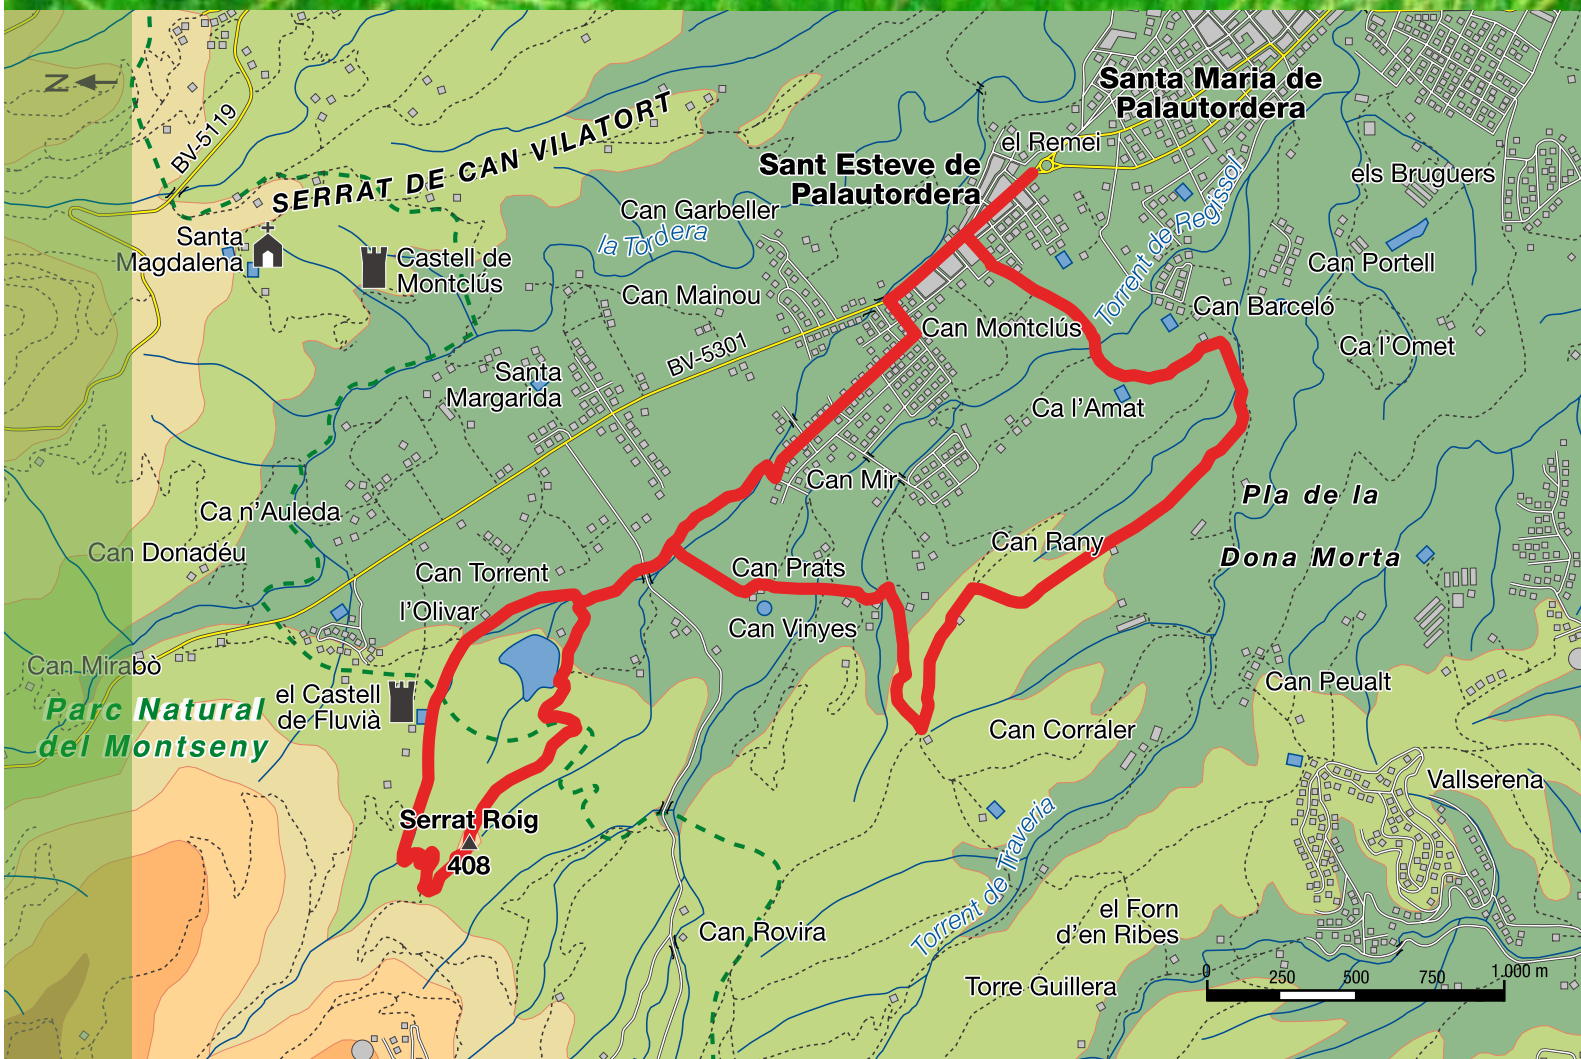 N
BV-5119
SERRAT DE CAN VILATORT
Santa Maria de
Palautordera
el Remei
Sant Esteve de
Palautordera
els Bruguers
Santa
Magdalena
Castell de
Montclús
Can Garbeller
la Tordera
Can Mainou
Torrent de Regissol
Can Portell
Can Barceló
Can Montclús
Ca l'Omet
BV-5301
Santa
Margarida
Ca l'Amat
Can Mir
Pla de la
Dona Morta
Ca n'Auleda
Can Donadéu
Can Rany
Can Torrent
Can Prats
l'Olivar
Can Vinyes
Can Mirabò
Parc Natural
del Montseny
el Castell
de Fluvià
Can Peualt
Can Corraler
Vallserena
Serrat Roig
408
Torrent de Traveria
Can Rovira
el Forn
d'en Ribes
Torre Guillera
0 250 500 750 1.000 m